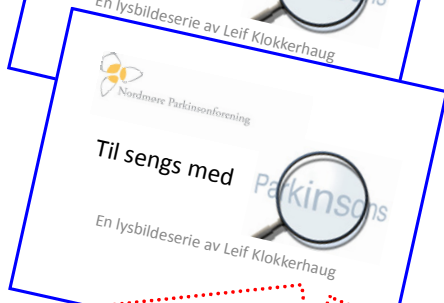 En lysbildeserie av Leif Klokkerhaug
Nordmøre Parkinsonforening
Til sengs med Parkinsons
En lysbildeserie av Leif Klokkerhaug